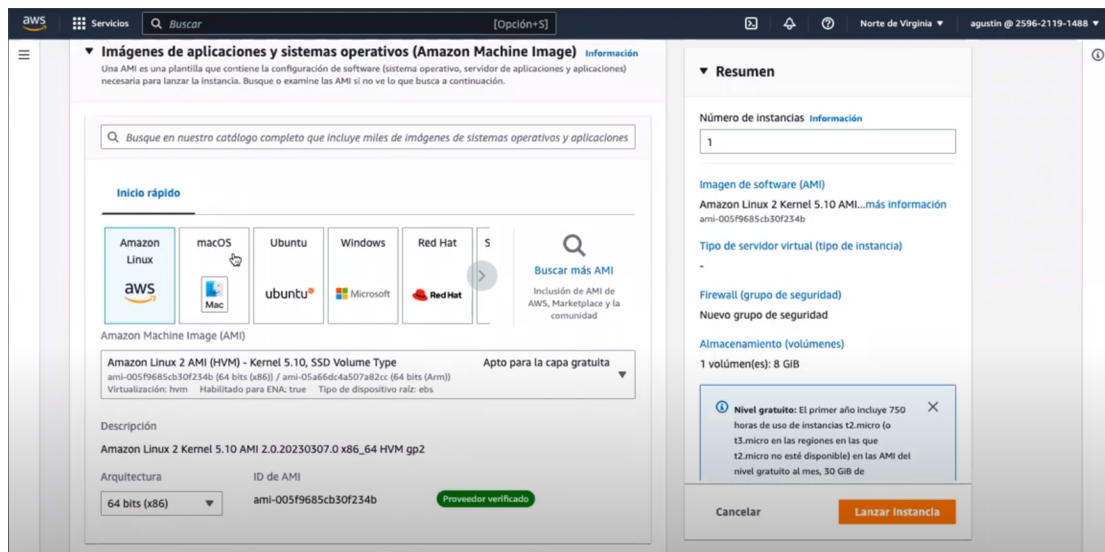 aws
Servicios
Buscar
[Opción+S]
Norte de Virginia ▼
agustin @ 2596-2119-1488 ▼
Imágenes de aplicaciones y sistemas operativos (Amazon Machine Image) Información
Una AMI es una plantilla que contiene la configuración de software (sistema operativo, servidor de aplicaciones y aplicaciones)
necesaria para lanzar la instancia. Busque o examine las AMI si no ve lo que busca a continuación.
Busque en nuestro catálogo completo que incluye miles de imágenes de sistemas operativos y aplicaciones
Inicio rápido
Amazon
Linux
aws
macOS
Mac
Ubuntu
ubuntu
Windows
Microsoft
Red Hat
Red Hat
S
Buscar más AMI
Inclusión de AMI de
AWS, Marketplace y la
comunidad
Amazon Machine Image (AMI)
Amazon Linux 2 AMI (HVM) - Kernel 5.10, SSD Volume Type
Apto para la capa gratuita
ami-005f9685cb30f234b (64 bits (x86)) / ami-05a66dc4a507a82cc (64 bits (Arm))
Virtualización: hvm Habilitado para ENA: true Tipo de dispositivo raíz: ebs
Descripción
Amazon Linux 2 Kernel 5.10 AMI 2.0.20230307.0 x86_64 HVM gp2
Arquitectura
ID de AMI
64 bits (x86)
ami-005f9685cb30f234b
Proveedor verificado
Resumen
Número de instancias Información
1
Imagen de software (AMI)
Amazon Linux 2 Kernel 5.10 AMI...más información
ami-005f9685cb30f234b
Tipo de servidor virtual (tipo de instancia)
-
Firewall (grupo de seguridad)
Nuevo grupo de seguridad
Almacenamiento (volúmenes)
1 volúmen(es): 8 GiB
Nivel gratuito: El primer año incluye 750
horas de uso de instancias t2.micro (o
t3.micro en las regiones en las que
t2.micro no esté disponible) en las AMI del
nivel gratuito al mes, 30 GiB de
Cancelar
Lanzar instancia